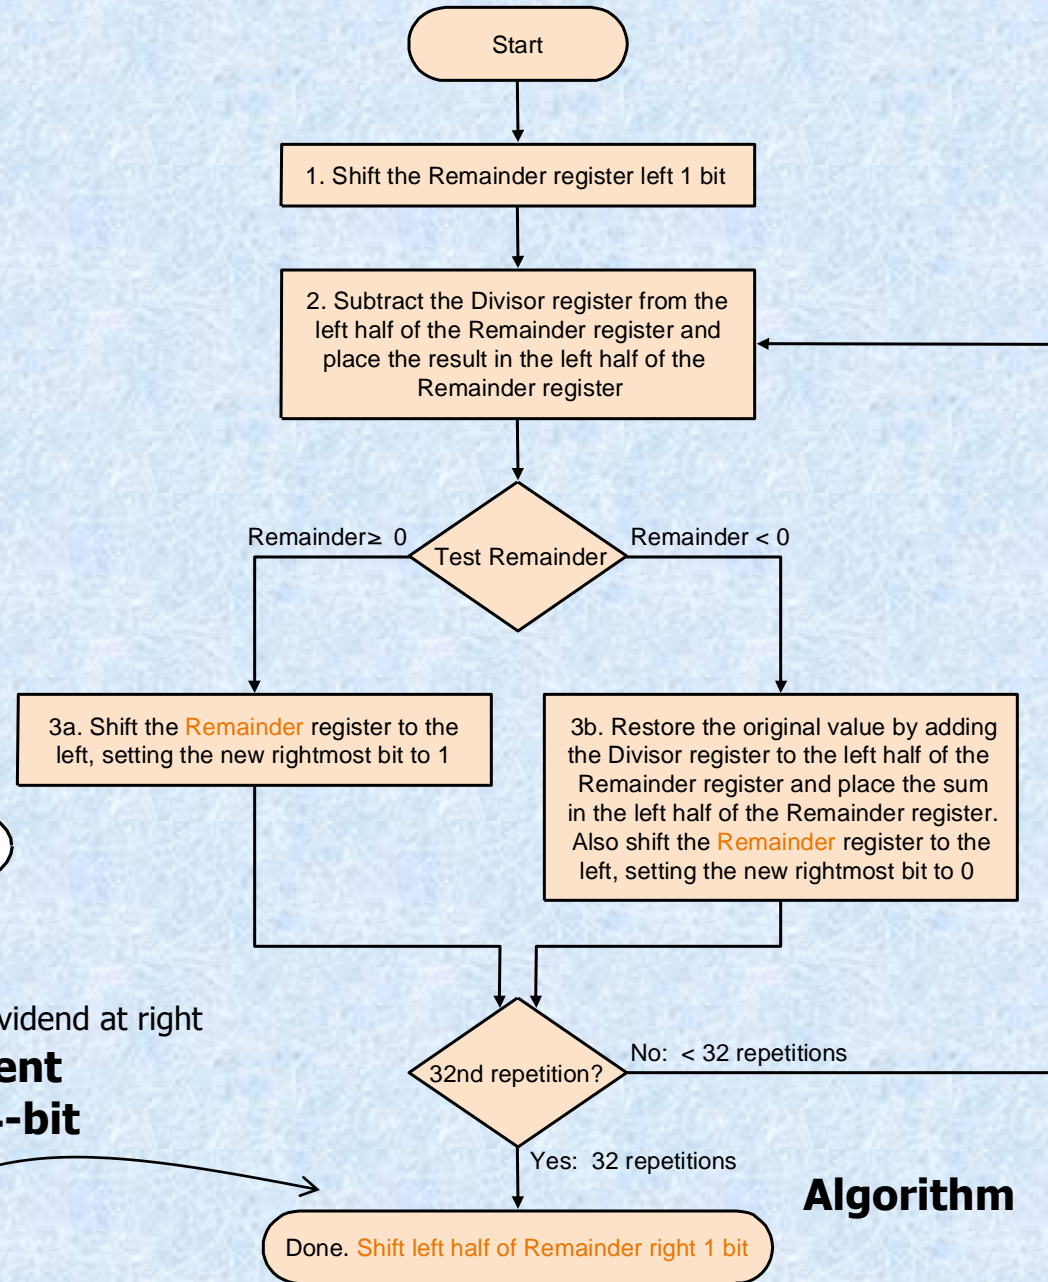 Start
1. Shift the Remainder register left 1 bit
2. Subtract the Divisor register from the
left half of the Remainder register and
place the result in the left half of the
Remainder register
Remainder≥ 0
Test Remainder
Remainder < 0
3a. Shift the Remainder register to the
left, setting the new rightmost bit to 1
3b. Restore the original value by adding
the Divisor register to the left half of the
Remainder register and place the sum
in the left half of the Remainder register.
Also shift the Remainder register to the
left, setting the new rightmost bit to 0
vidend at right
ent
-bit
32nd repetition?
No: < 32 repetitions
Yes: 32 repetitions
Algorithm
Done. Shift left half of Remainder right 1 bit